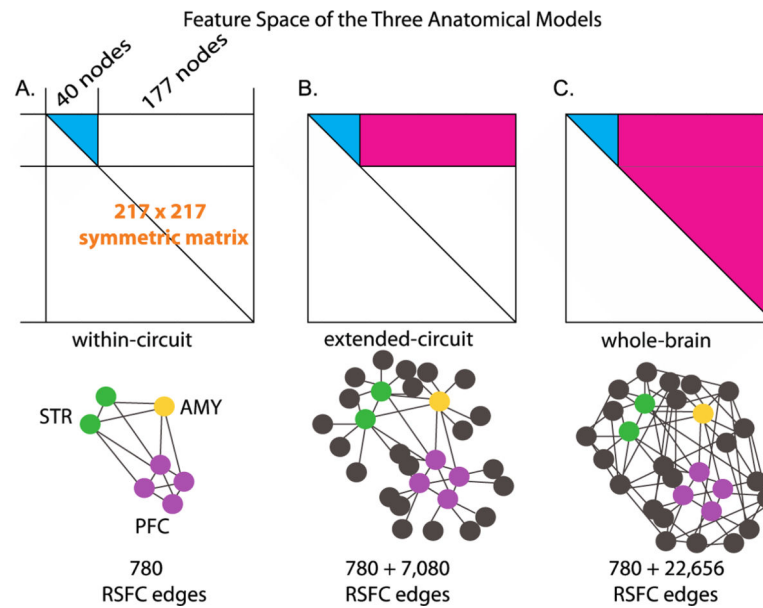 Feature Space of the Three Anatomical Models
A.
40 nodes
177 nodes
B.
C.
217 x 217
symmetric matrix
within-circuit
extended-circuit
whole-brain
STR
AMY
PFC
780
RSFC edges
780 + 7,080
RSFC edges
780 + 22,656
RSFC edges